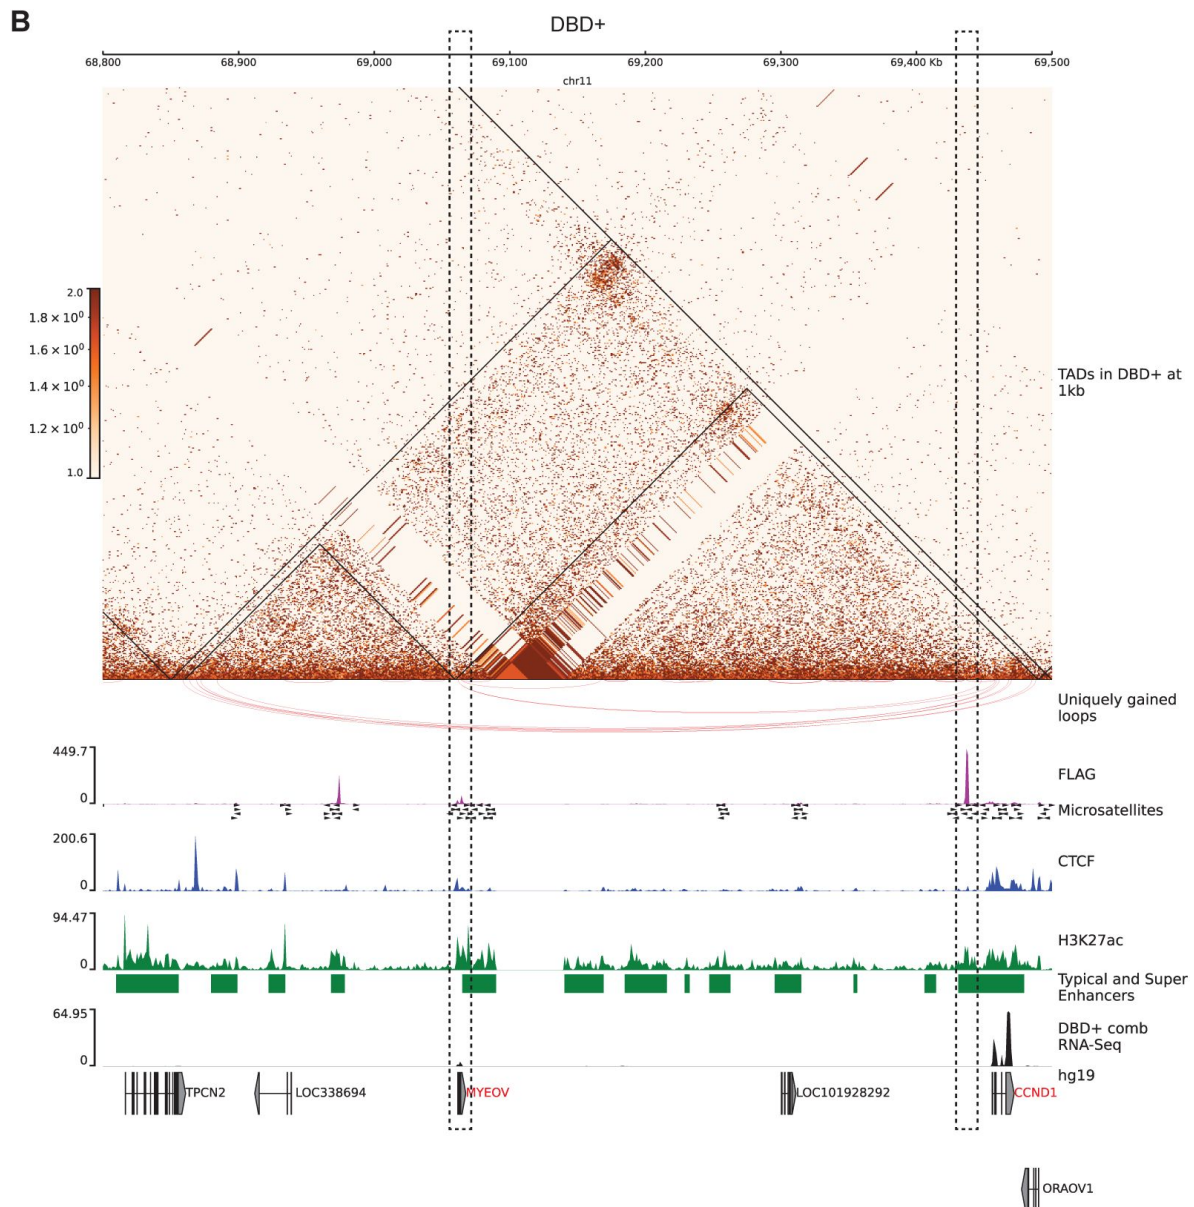 B
DBD+
68,800 68,900 69,000 69,100 69,200 69,300 69,400 Kb 69,500
chr11
2.0
1.8 × 10⁰
1.6 × 10⁰
1.4 × 10⁰
1.2 × 10⁰
1.0
TADs in DBD+ at
1kb
Uniquely gained
loops
449.7
0
FLAG
Microsatellites
200.6
0
CTCF
94.47
0
H3K27ac
Typical and Super
Enhancers
64.95
0
DBD+ comb
RNA-Seq
hg19
TPCN2 LOC338694 MYEOV LOC101928292 CCND1
ORAOV1